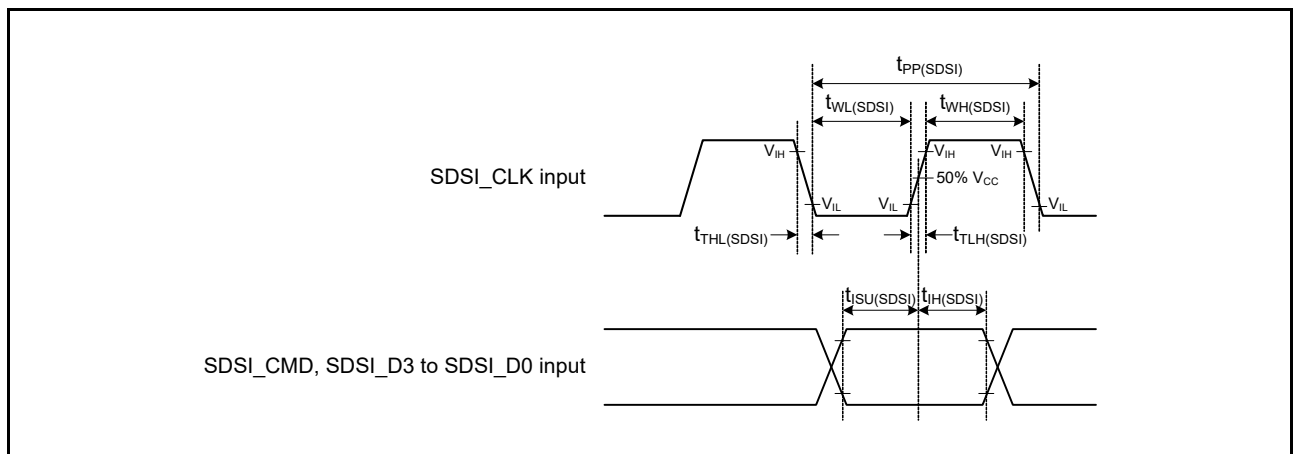 tPP(SDSI)
tWL(SDSI) tWH(SDSI)
VIH VIH VIH
SDSI_CLK input
50% VCC
VIL VIL VIL
tTHL(SDSI) tTLH(SDSI)
tISU(SDSI) tIH(SDSI)
SDSI_CMD, SDSI_D3 to SDSI_D0 input